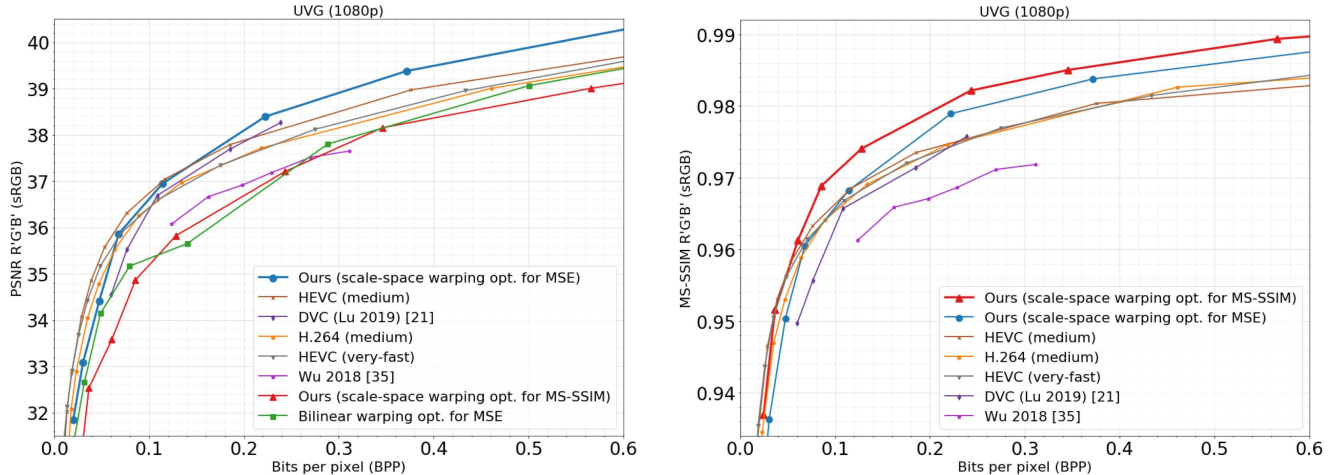 UVG (1080p)
PSNR R'G'B' (sRGB)
40
39
38
37
36
35
34
33
32
0.0
0.1
0.2
0.3
0.4
0.5
0.6
Bits per pixel (BPP)
Ours (scale-space warping opt. for MSE)
HEVC (medium)
DVC (Lu 2019) [21]
H.264 (medium)
HEVC (very-fast)
Wu 2018 [35]
Ours (scale-space warping opt. for MS-SSIM)
Bilinear warping opt. for MSE
UVG (1080p)
MS-SSIM R'G'B' (sRGB)
0.99
0.98
0.97
0.96
0.95
0.94
0.0
0.1
0.2
0.3
0.4
0.5
0.6
Bits per pixel (BPP)
Ours (scale-space warping opt. for MS-SSIM)
Ours (scale-space warping opt. for MSE)
HEVC (medium)
H.264 (medium)
HEVC (very-fast)
DVC (Lu 2019) [21]
Wu 2018 [35]